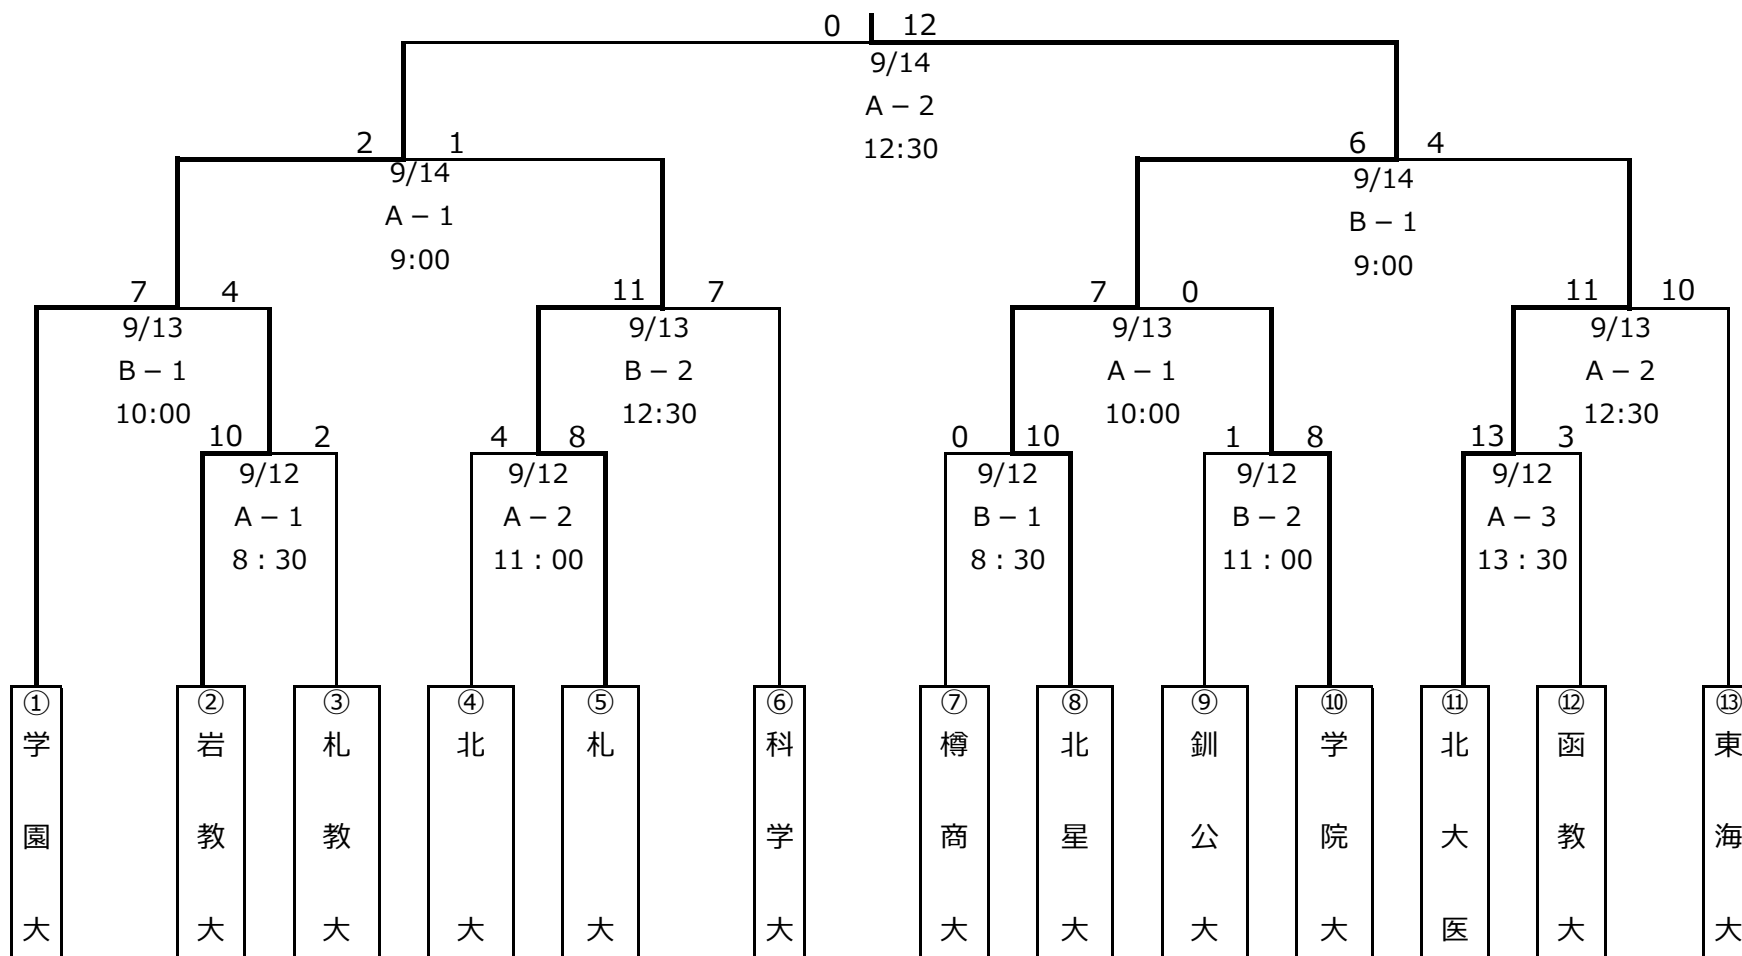 0 12
9/14
A − 2
12:30
2 1
9/14
A − 1
9:00
6 4
9/14
B − 1
9:00
7 4
9/13
B − 1
10:00
11 7
9/13
B − 2
12:30
7 0
9/13
A − 1
10:00
11 10
9/13
A − 2
12:30
10 2
9/12
A − 1
8：30
4 8
9/12
A − 2
11：00
0 10
9/12
B − 1
8：30
1 8
9/12
B − 2
11：00
13 3
9/12
A − 3
13：30
①学園大
②岩教大
③札教大
④北大
⑤札大
⑥科学大
⑦樽商大
⑧北星大
⑨釧公大
⑩学院大
⑪北大医
⑫函教大
⑬東海大